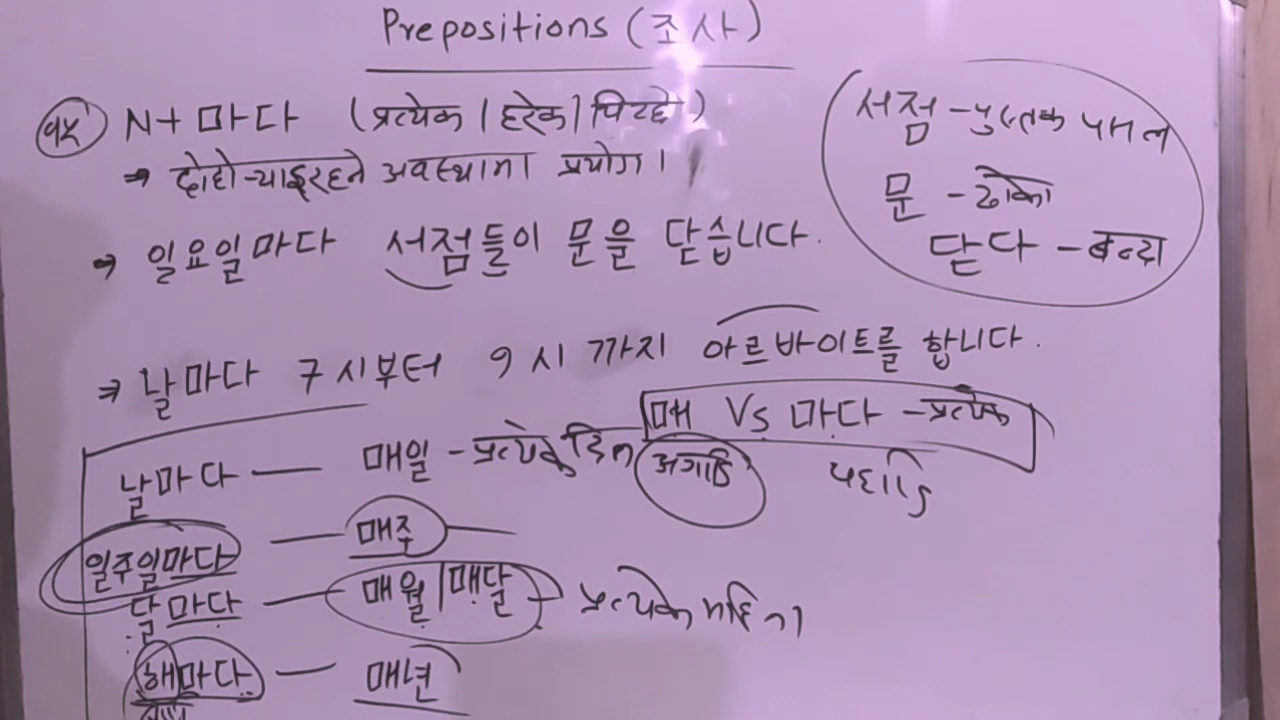 Prepositions (조사)
१५ N+ 마다 (प्रत्येक / हरेक / पिच्छे)
⇒ दोहो-याइरहने अवस्थामा प्रयोग।
⇒ 일요일마다 서점들이 문을 닫습니다.
서점 - पुस्तक पसल
문 - ढोका
닫다 - बन्द
⇒ 날마다 7시부터 9시까지 아르바이트를 합니다.
매 Vs 마다 - प्रत्येक
अगाडि पछाडि
날마다 — 매일 - प्रत्येक दिन
일주일마다 — 매주 —
달마다 — 매월/매달 — प्रत्येक महिना
해마다 — 매년